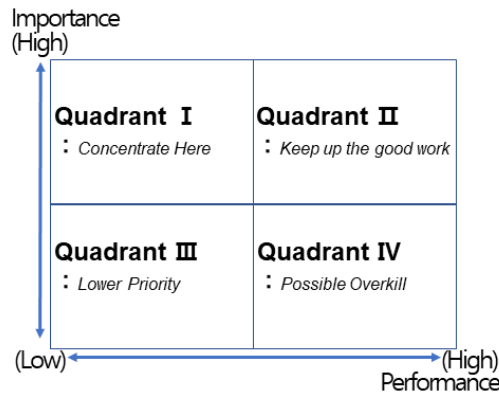 Importance
(High)
Quadrant Ⅰ
: Concentrate Here
Quadrant Ⅱ
: Keep up the good work
Quadrant Ⅲ
: Lower Priority
Quadrant Ⅳ
: Possible Overkill
(Low)
(High)
Performance